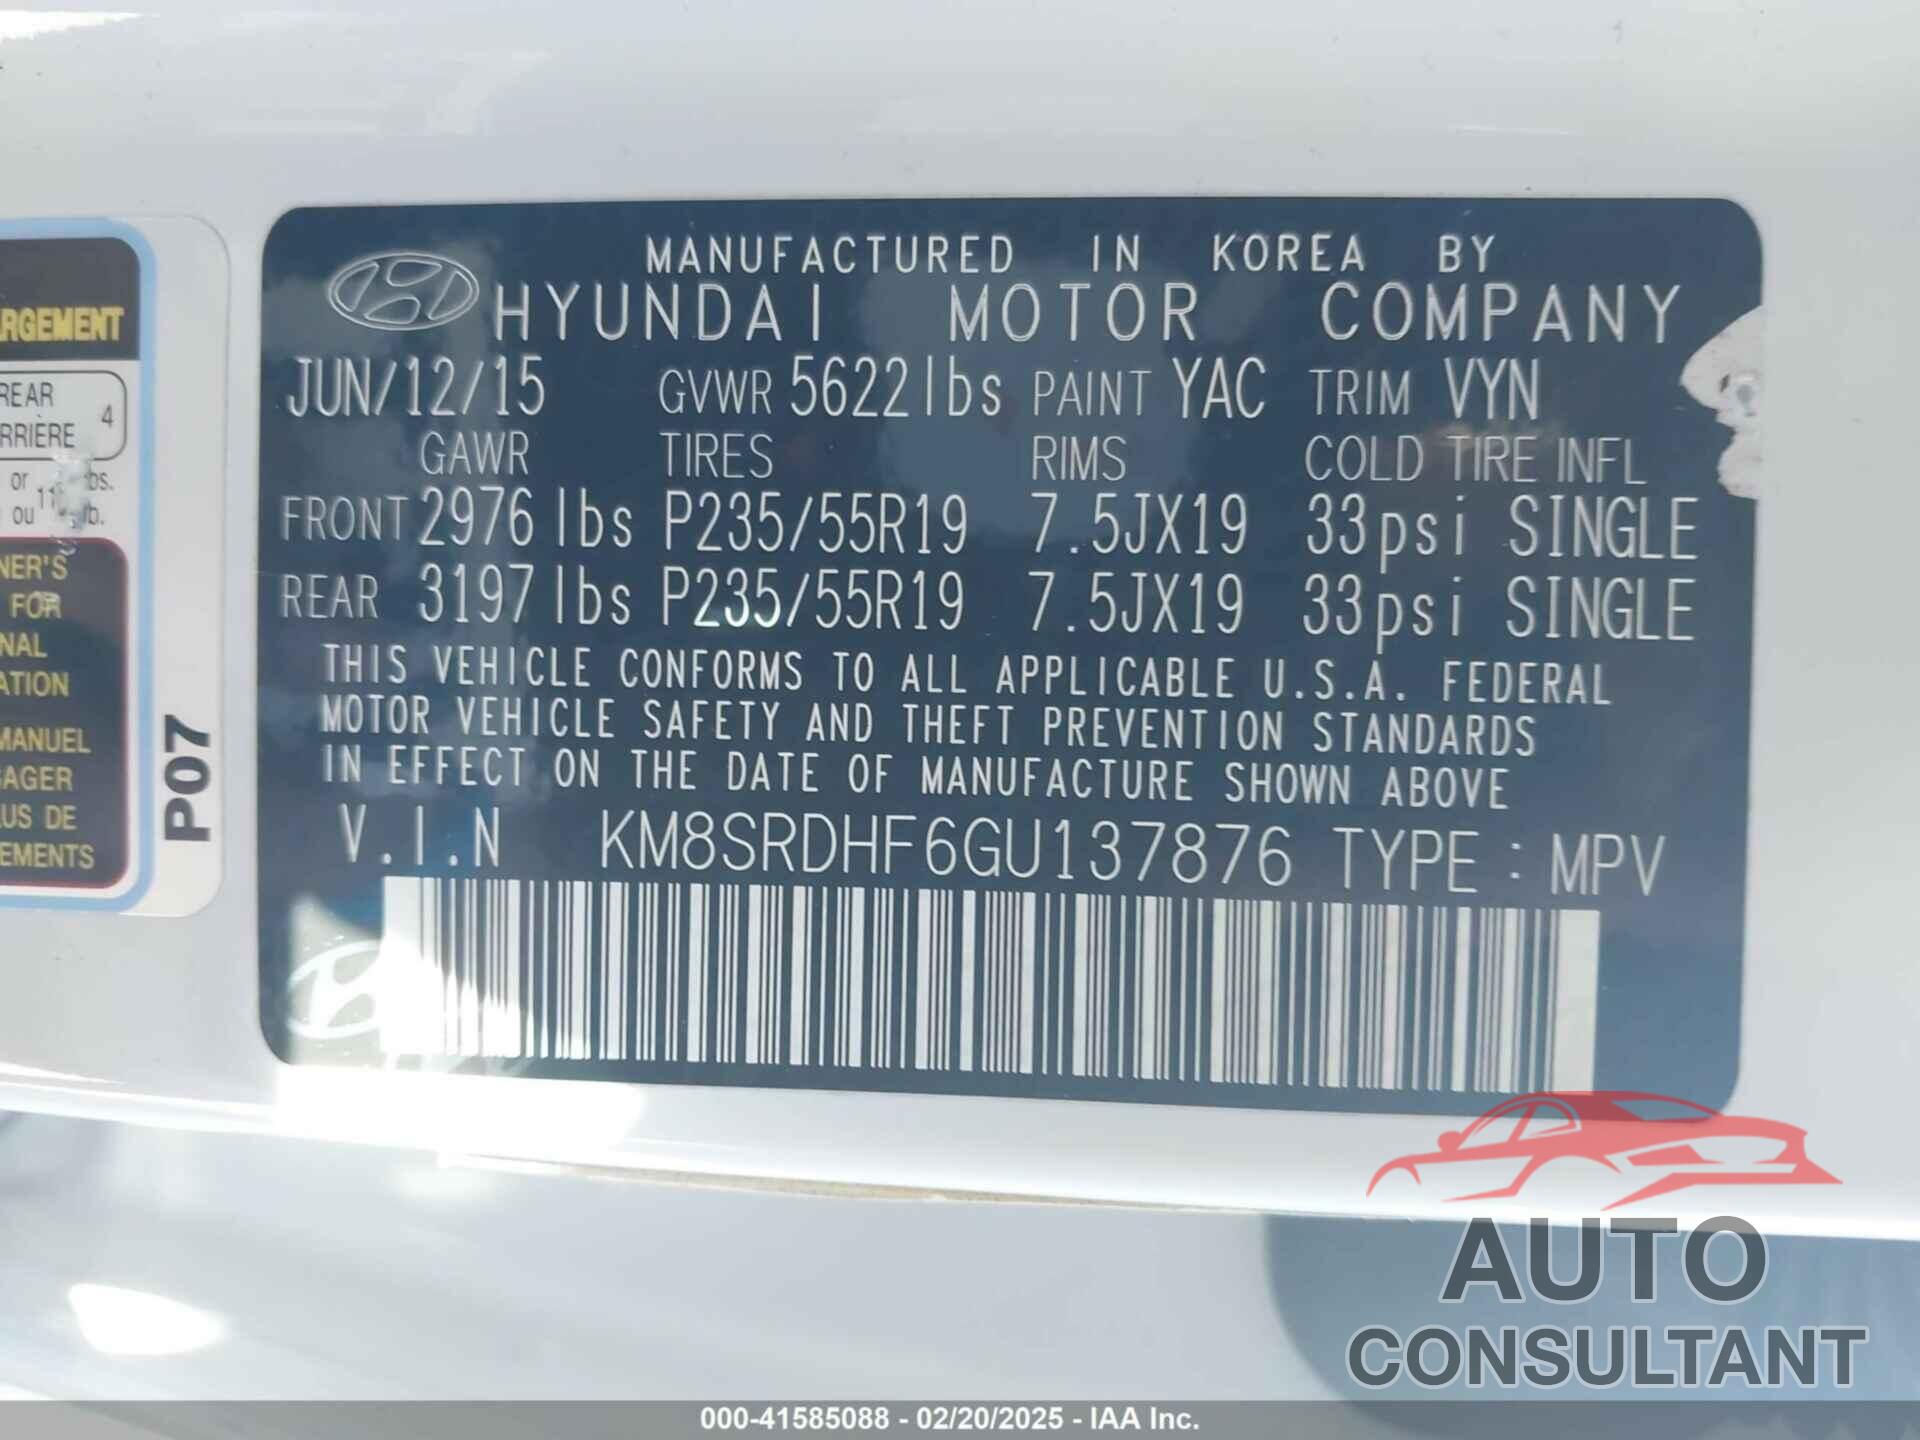 RGEMENT
REAR
RRIÈRE
4
or
ou
NER'S
FOR
NAL
ATION
MANUEL
AGER
US DE
EMENTS
P07
MANUFACTURED IN KOREA BY
HYUNDAI MOTOR COMPANY
JUN/12/15 GVWR 5622lbs PAINT YAC TRIM VYN
GAWR TIRES RIMS COLD TIRE INFL
FRONT 2976lbs P235/55R19 7.5JX19 33psi SINGLE
REAR 3197lbs P235/55R19 7.5JX19 33psi SINGLE
THIS VEHICLE CONFORMS TO ALL APPLICABLE U.S.A. FEDERAL
MOTOR VEHICLE SAFETY AND THEFT PREVENTION STANDARDS
IN EFFECT ON THE DATE OF MANUFACTURE SHOWN ABOVE
V.I.N KM8SRDHF6GU137876 TYPE : MPV
AUTO
CONSULTANT
000-41585088 - 02/20/2025 - IAA Inc.